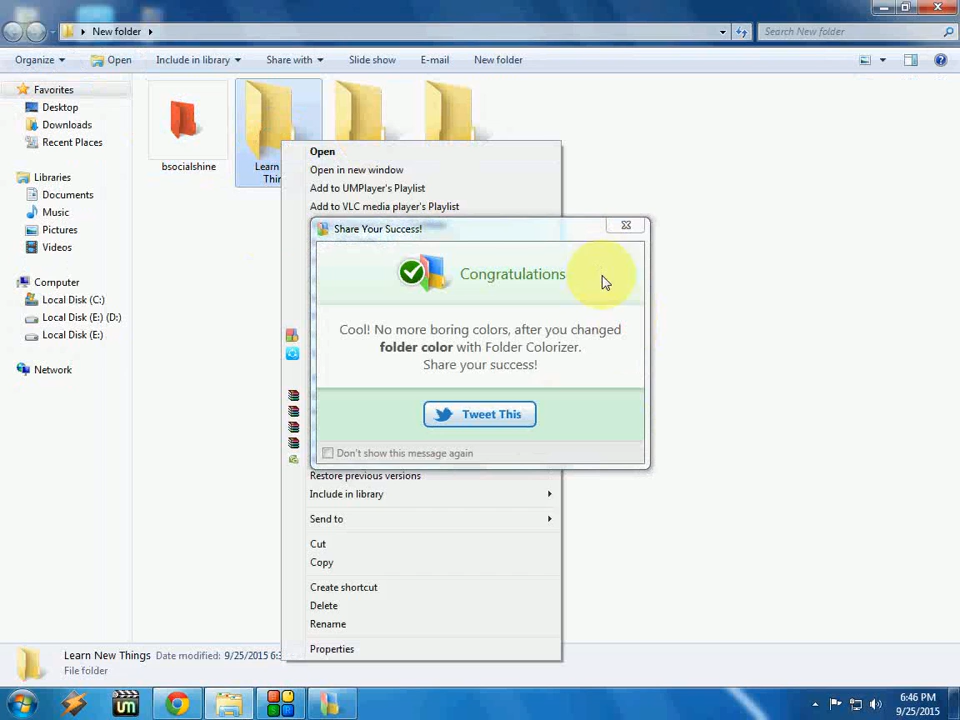 New folder
Search New folder
Organize
Open
Include in library
Share with
Slide show
E-mail
New folder
Favorites
Desktop
Downloads
Recent Places
Libraries
Documents
Music
Pictures
Videos
Computer
Local Disk (C:)
Local Disk (E:) (D:)
Local Disk (E:)
Network
bsocialshine
Learn
Thin
Open
Open in new window
Add to UMPlayer's Playlist
Add to VLC media player's Playlist
Share Your Success!
Congratulations
Cool! No more boring colors, after you changed
folder color with Folder Colorizer.
Share your success!
Tweet This
Don't show this message again
Restore previous versions
Include in library
Send to
Cut
Copy
Create shortcut
Delete
Rename
Properties
Learn New Things Date modified: 9/25/2015 6:
File folder
um
6:46 PM
9/25/2015